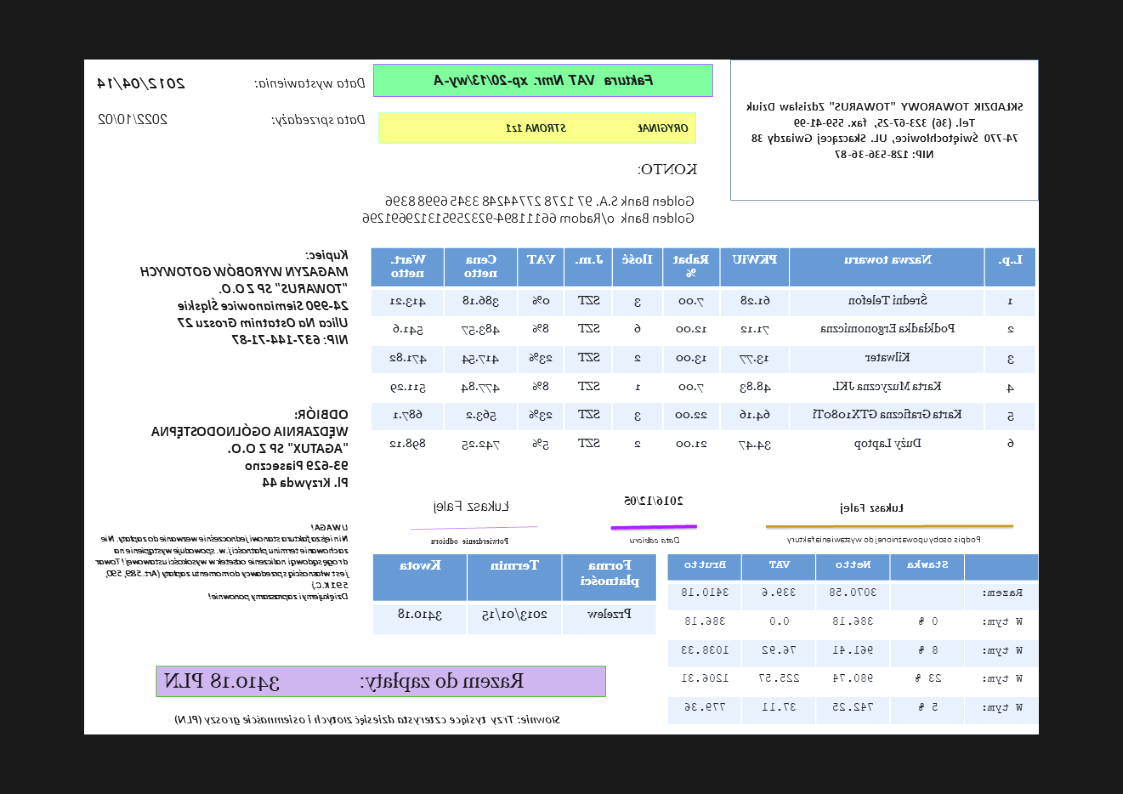 SKŁADZIK TOWAROWY "TOWARUS" Zdzisław Dziuk
Tel. (36) 323-67-25, fax. 559-41-99
74-770 Świętochłowice, UL. Skaczącej Gwiazdy 38
NIP: 128-536-36-87
Faktura VAT Nmr. xp-20/13/wy-A
Data wystawienia: 2012/04/14
ORYGINAŁ STRONA 1z1
Data sprzedaży: 2022/10/02
KONTO:
Golden Bank S.A. 97 1278 27744248 3345 6998 8396
Golden Bank o/Radom 66111894-923259513129691296
L.p. Nazwa towaru PKWiU Rabat % Ilość J.m. VAT Cena netto Wart. netto
1 Średni Telefon 61.28 7.00 3 SZT 0% 386.18 413.21
2 Podkładka Ergonomiczna 71.12 12.00 6 SZT 8% 483.57 541.6
3 Kilwater 13.77 13.00 2 SZT 23% 417.54 471.82
4 Karta Muzyczna JKL 48.83 7.00 1 SZT 8% 477.84 511.29
5 Karta Graficzna GTX1080Ti 64.16 22.00 3 SZT 23% 563.2 687.1
6 Duży Laptop 34.47 21.00 2 SZT 5% 742.25 898.12
Kupiec:
MAGAZYN WYROBÓW GOTOWYCH
"TOWARUS" SP Z O.O.
24-990 Siemianowice Śląskie
Ulica Na Ostatnim Groszu 27
NIP: 637-144-71-87
ODBIÓR:
WĘDZARNIA OGÓLNODOSTĘPNA
"AGATUX" SP Z O.O.
93-629 Piaseczno
Pl. Krzywda 44
Łukasz Falej
2016/12/05
Łukasz Falej
Podpis osoby upoważnionej do wystawienia faktury
Data odbioru
Potwierdzenie odbioru
UWAGA!
Niniejsza faktura stanowi jednocześnie wezwanie do zapłaty. Nie
zachowanie terminu płatności j.w. spowoduje wystąpienie na
drogę sądową i naliczenie odsetek w wysokości ustawowej! Towar
jest własnością sprzedawcy do momentu zapłaty (Art. 589, 590,
591 K.C.)
Dziękujemy i zapraszamy ponownie!
Stawka Netto VAT Brutto
Razem: 3070.58 339.6 3410.18
W tym: 0 % 386.18 0.0 386.18
W tym: 8 % 961.41 76.92 1038.33
W tym: 23 % 980.74 225.57 1206.31
W tym: 5 % 742.25 37.11 779.36
Forma płatności Termin Kwota
Przelew 2013/01/15 3410.18
Razem do zapłaty: 3410.18 PLN
Słownie: Trzy tysiące czterysta dziesięć złotych i osiemnaście groszy (PLN)